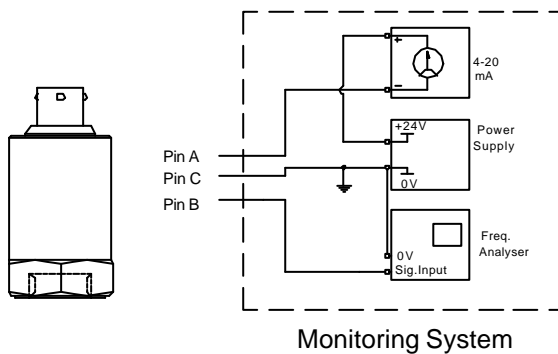 +
-
4-20
mA
+24V
Power
Supply
0V
Pin A
Pin C
Pin B
0V
Sig.Input
Freq.
Analyser
Monitoring System